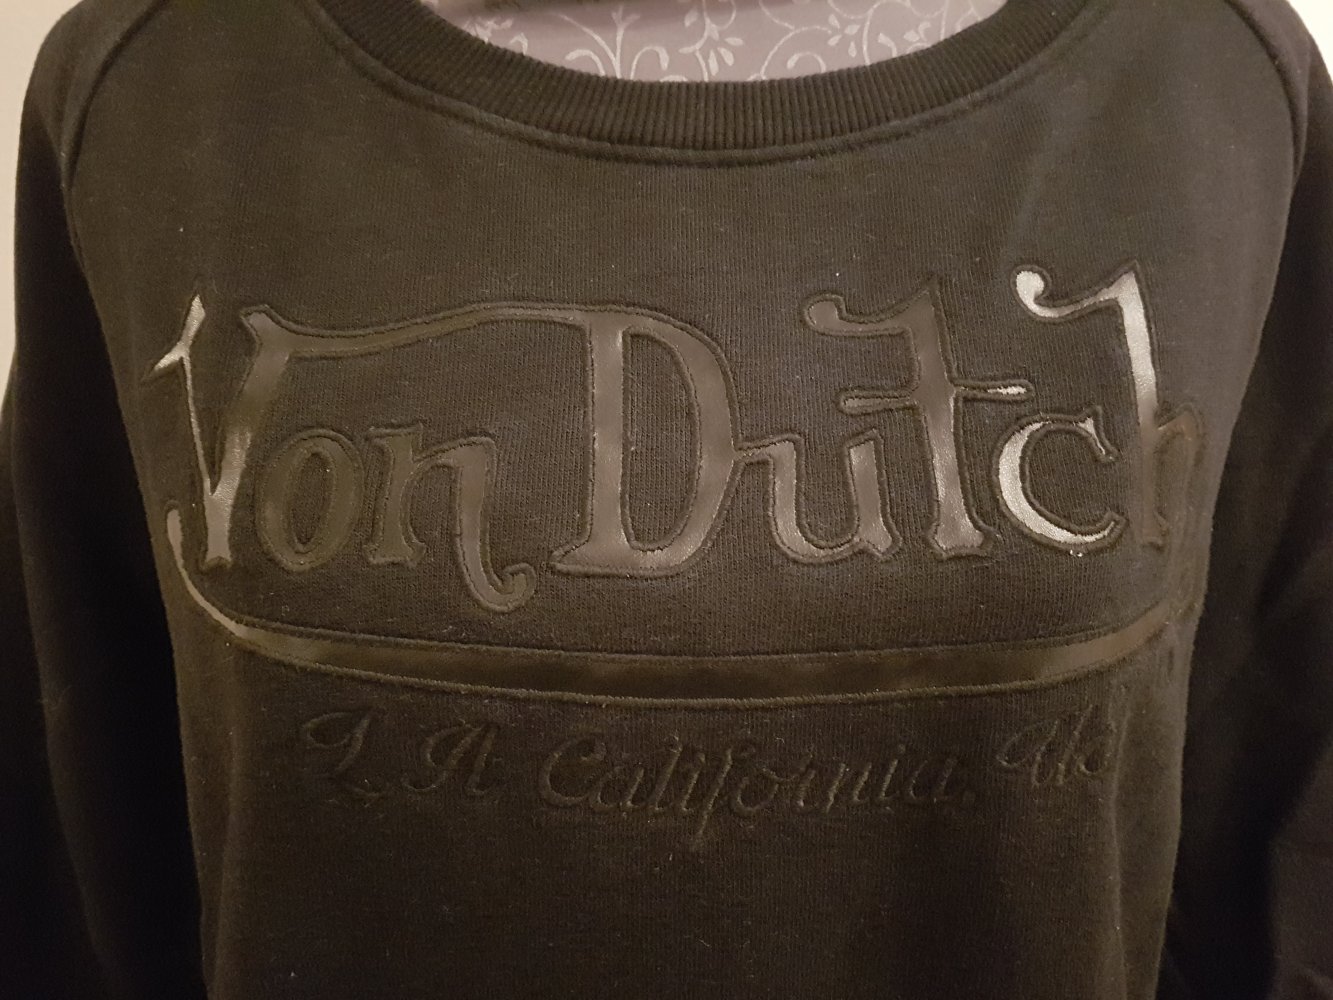 Von Dutch
L A California.